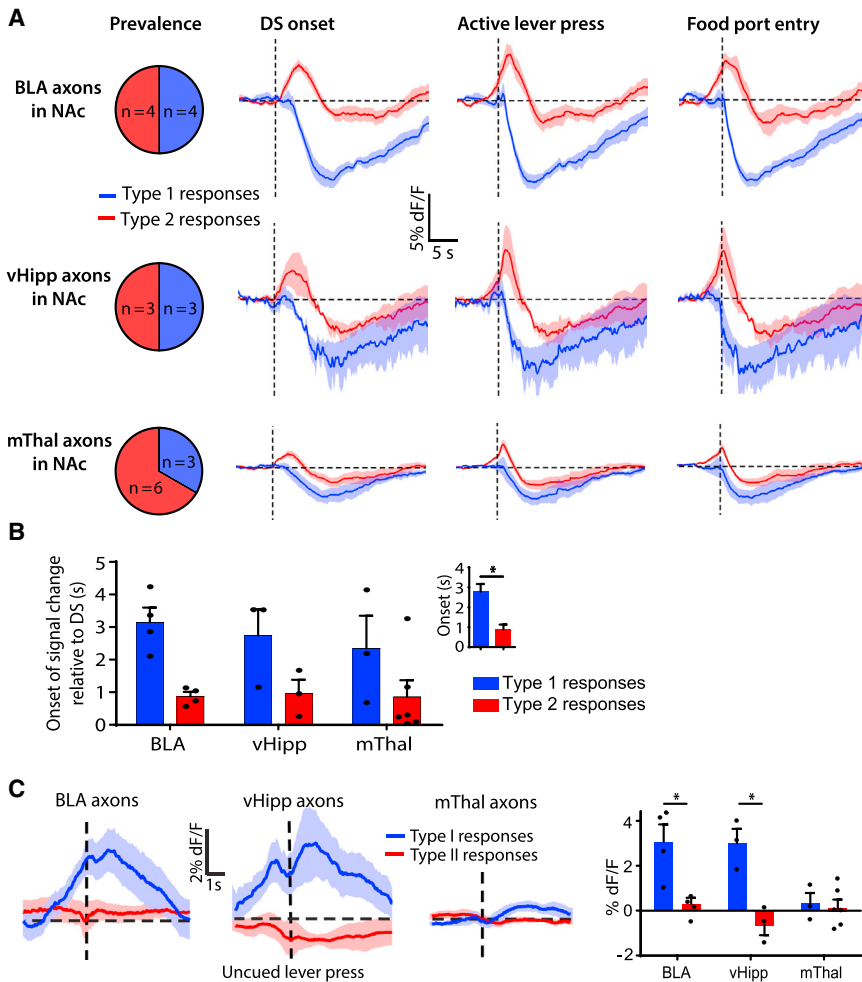 A
Prevalence
DS onset
Active lever press
Food port entry
BLA axons
in NAc
n=4
n=4
Type 1 responses
Type 2 responses
5% dF/F
5 s
vHipp axons
in NAc
n=3
n=3
mThal axons
in NAc
n=3
n=6
B
Onset of signal change
relative to DS (s)
5
4
3
2
1
0
BLA
vHipp
mThal
Onset (s)
4
3
2
1
0
*
Type 1 responses
Type 2 responses
C
BLA axons
vHipp axons
mThal axons
2% dF/F
1s
Type I responses
Type II responses
Uncued lever press
% dF/F
4
2
0
-2
*
*
BLA
vHipp
mThal